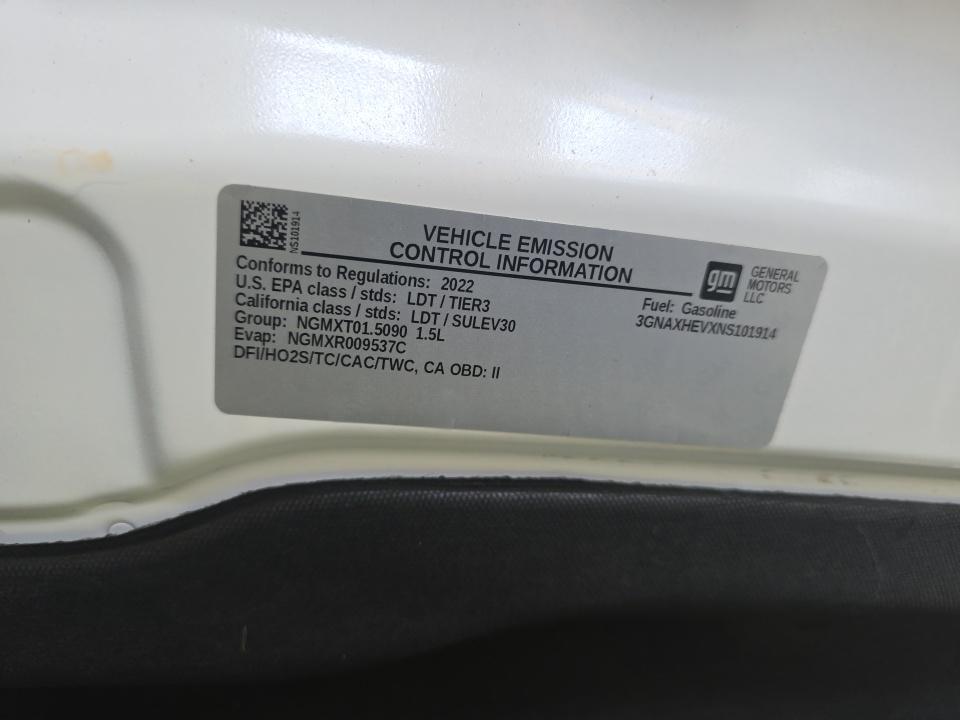 NS101914
VEHICLE EMISSION
CONTROL INFORMATION
gm
GENERAL
MOTORS
LLC
Conforms to Regulations: 2022
U.S. EPA class / stds: LDT / TIER3
California class / stds: LDT / SULEV30
Group: NGMXT01.5090 1.5L
Evap: NGMXR009537C
DFI/HO2S/TC/CAC/TWC, CA OBD: II
Fuel: Gasoline
3GNAXHEVXNS101914